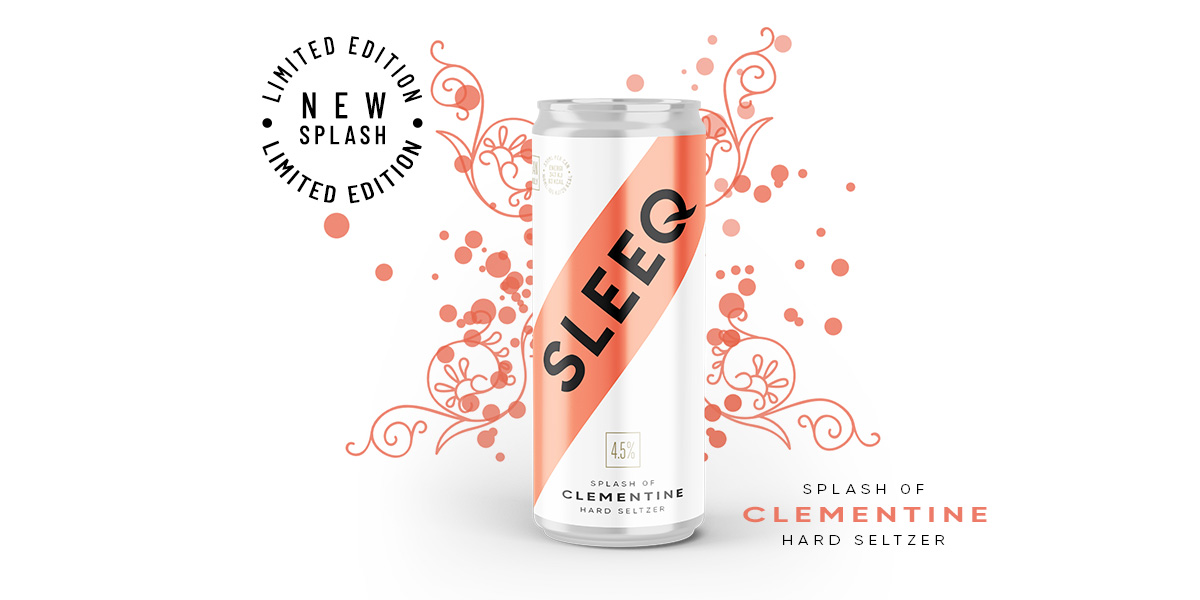 LIMITED EDITION
NEW
SPLASH
LIMITED EDITION
SLEEQ
4.5%
SPLASH OF
CLEMENTINE
HARD SELTZER
SPLASH OF
CLEMENTINE
HARD SELTZER